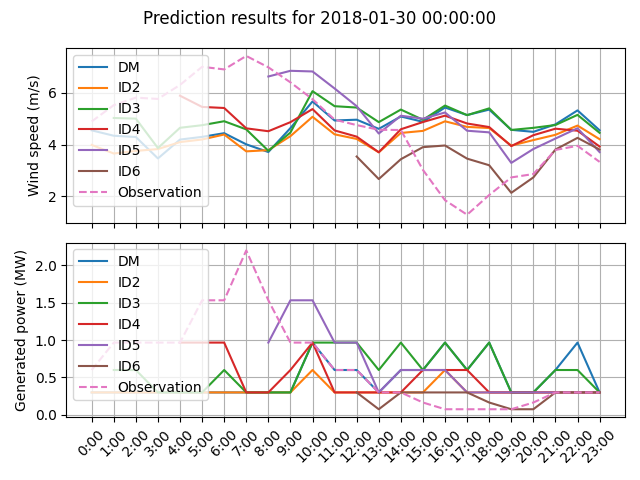 Prediction results for 2018-01-30 00:00:00
Wind speed (m/s)
6
4
2
DM
ID2
ID3
ID4
ID5
ID6
Observation
Generated power (MW)
2.0
1.5
1.0
0.5
0.0
DM
ID2
ID3
ID4
ID5
ID6
Observation
0:00
1:00
2:00
3:00
4:00
5:00
6:00
7:00
8:00
9:00
10:00
11:00
12:00
13:00
14:00
15:00
16:00
17:00
18:00
19:00
20:00
21:00
22:00
23:00